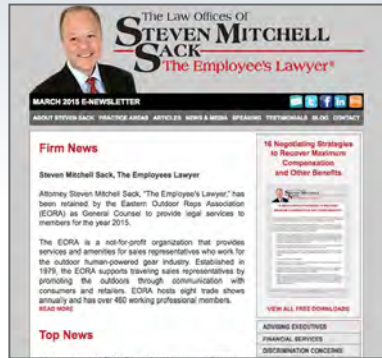 The Law Offices Of
STEVEN MITCHELL
SACK
The Employee's Lawyer®
MARCH 2015 E-NEWSLETTER
ABOUT STEVEN SACK PRACTICE AREAS ARTICLES NEWS & MEDIA SPEAKING TESTIMONIALS BLOG CONTACT
Firm News
Steven Mitchell Sack, The Employees Lawyer
Attorney Steven Mitchell Sack, "The Employee's Lawyer," has
been retained by the Eastern Outdoor Reps Association
(EORA) as General Counsel to provide legal services to
members for the year 2015.
The EORA is a not-for-profit organization that provides
services and amenities for sales representatives who work for
the outdoor human-powered gear industry. Established in
1979, the EORA supports traveling sales representatives by
promoting the outdoors through communication with
consumers and retailers. EORA hosts eight trade shows
annually and has over 460 working professional members.
READ MORE
Top News
16 Negotiating Strategies
to Recover Maximum
Compensation
and Other Benefits
VIEW ALL FREE DOWNLOADS
ADVISING EXECUTIVES
FINANCIAL SERVICES
DISCRIMINATION CONCERNS